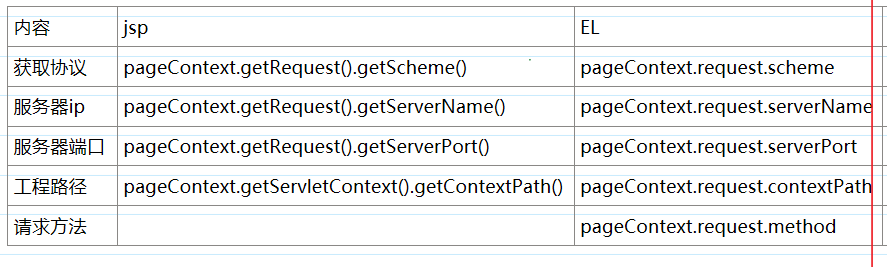 内容 jsp EL
获取协议 pageContext.getRequest().getScheme() pageContext.request.scheme
服务器ip pageContext.getRequest().getServerName() pageContext.request.serverName
服务器端口 pageContext.getRequest().getServerPort() pageContext.request.serverPort
工程路径 pageContext.getServletContext().getContextPath() pageContext.request.contextPath
请求方法 pageContext.request.method